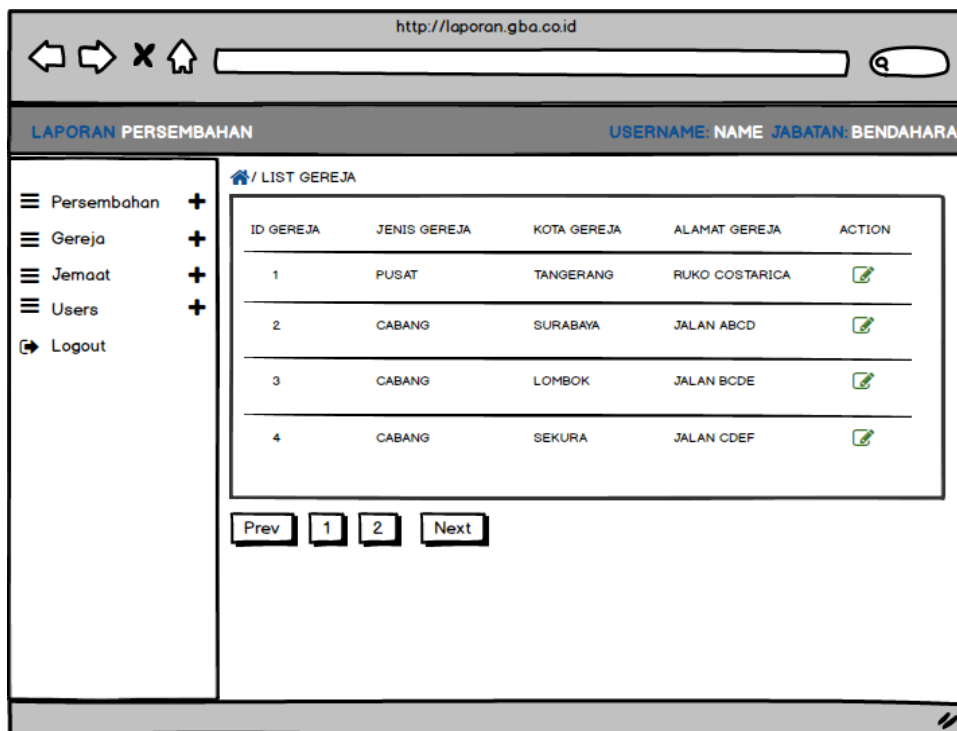 http://laporan.gba.co.id
LAPORAN PERSEMBAHAN USERNAME: NAME JABATAN: BENDAHARA
Persembahan
Gereja
Jemaat
Users
Logout
/ LIST GEREJA
ID GEREJA JENIS GEREJA KOTA GEREJA ALAMAT GEREJA ACTION
1 PUSAT TANGERANG RUKO COSTARICA
2 CABANG SURABAYA JALAN ABCD
3 CABANG LOMBOK JALAN BCDE
4 CABANG SEKURA JALAN CDEF
Prev 1 2 Next